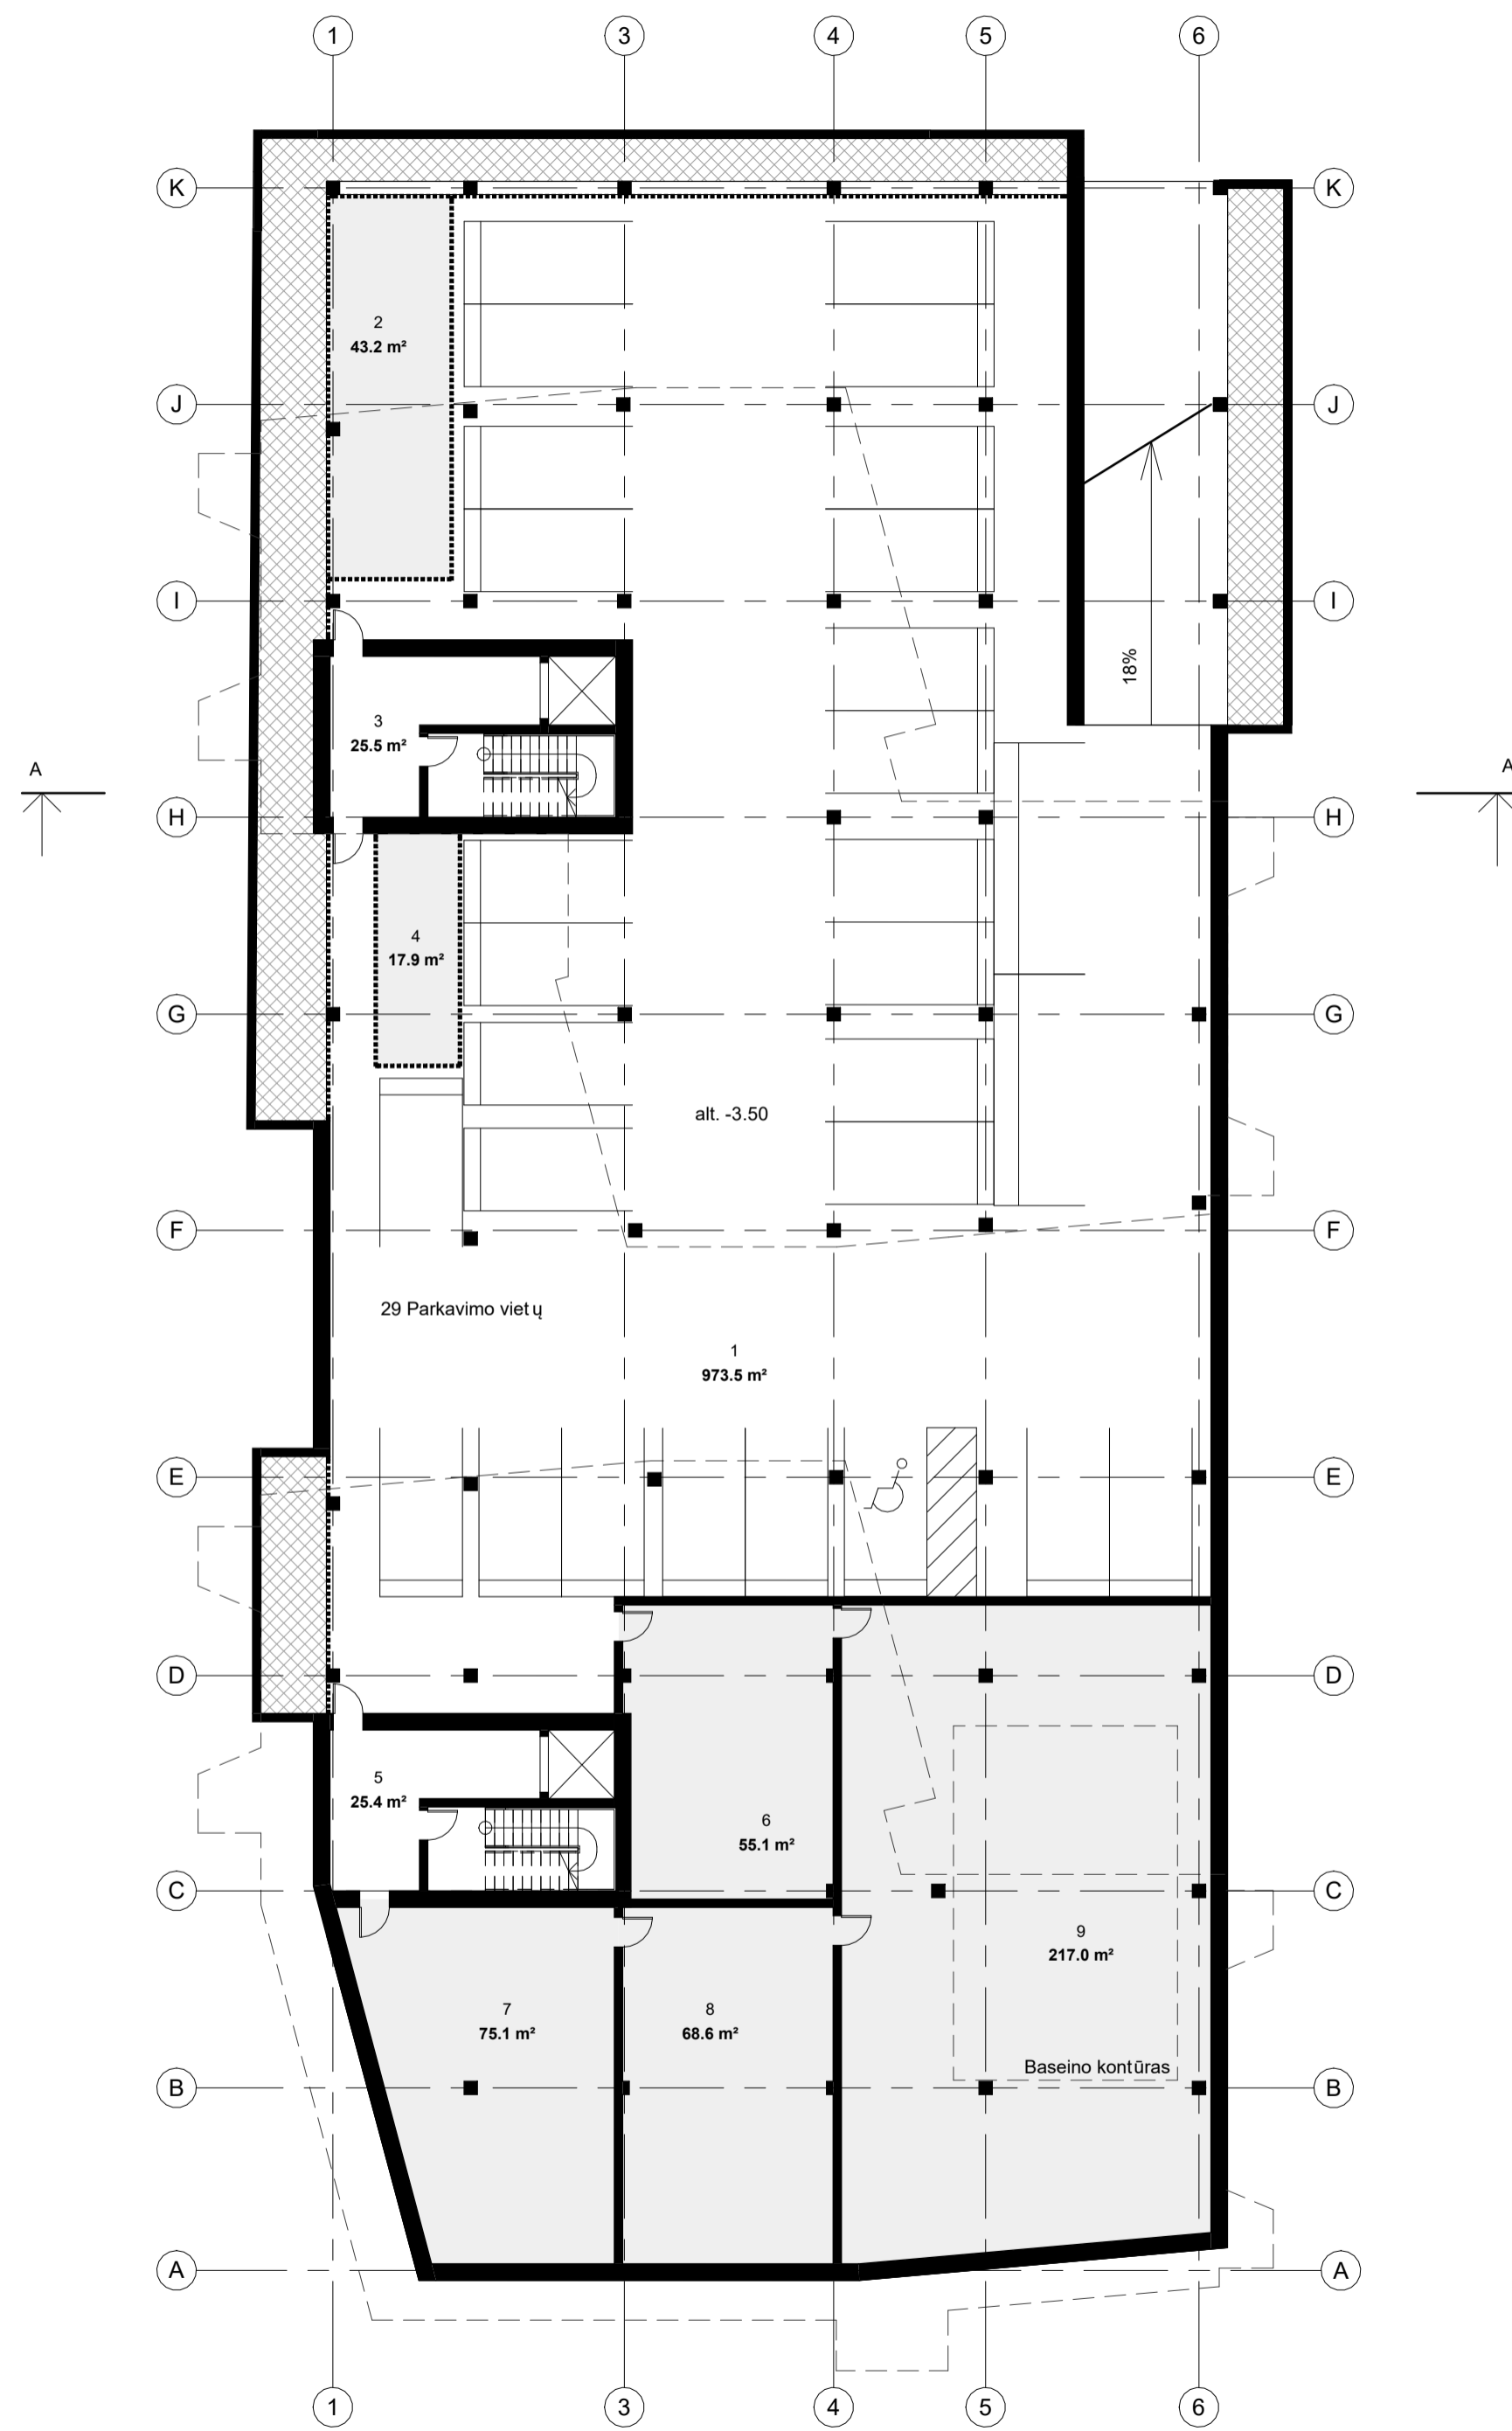 1 3 4 5 6
K K
2
43.2 m²
J J
I I
18%
3
25.5 m²
A A
H H
4
17.9 m²
G G
alt. -3.50
F F
29 Parkavimo vietų
1
973.5 m²
E E
D D
5
25.4 m²
6
55.1 m²
C C
9
217.0 m²
7
75.1 m²
8
68.6 m²
Baseino kontūras
B B
A A
1 3 4 5 6